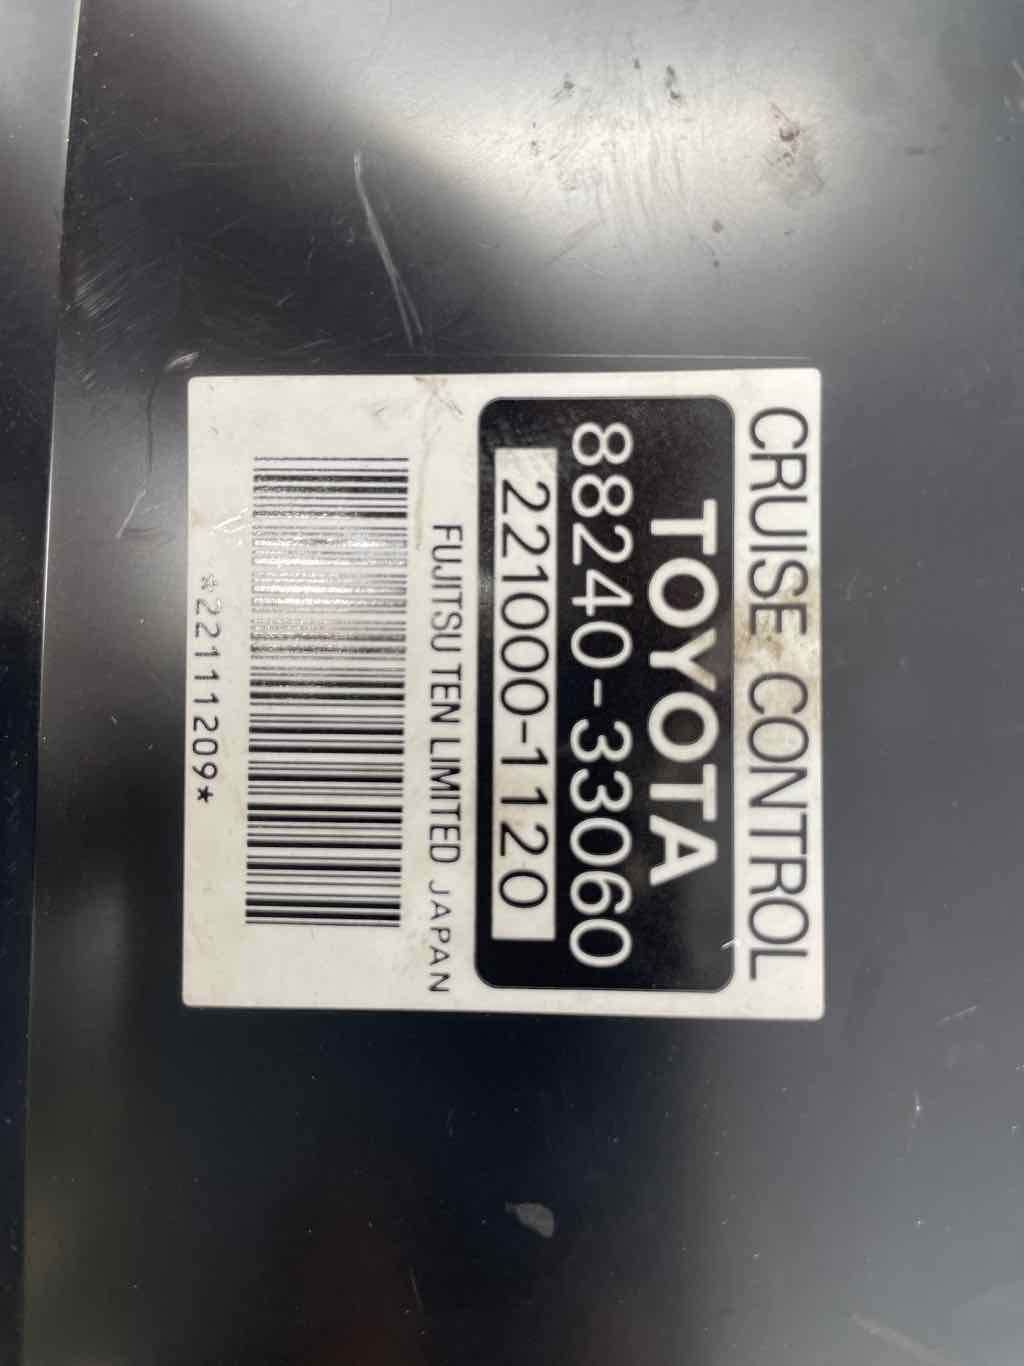 CRUISE CONTROL
TOYOTA
88240-33060
221000-1120
FUJITSU TEN LIMITED JAPAN
*22111209*